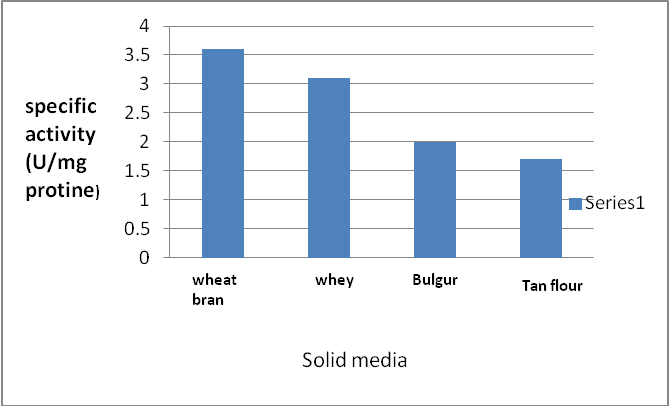 4
3.5
3
2.5
2
1.5
1
0.5
0
specific
activity
(U/mg
protine)
wheat
bran
whey
Bulgur
Tan flour
Series1
Solid media